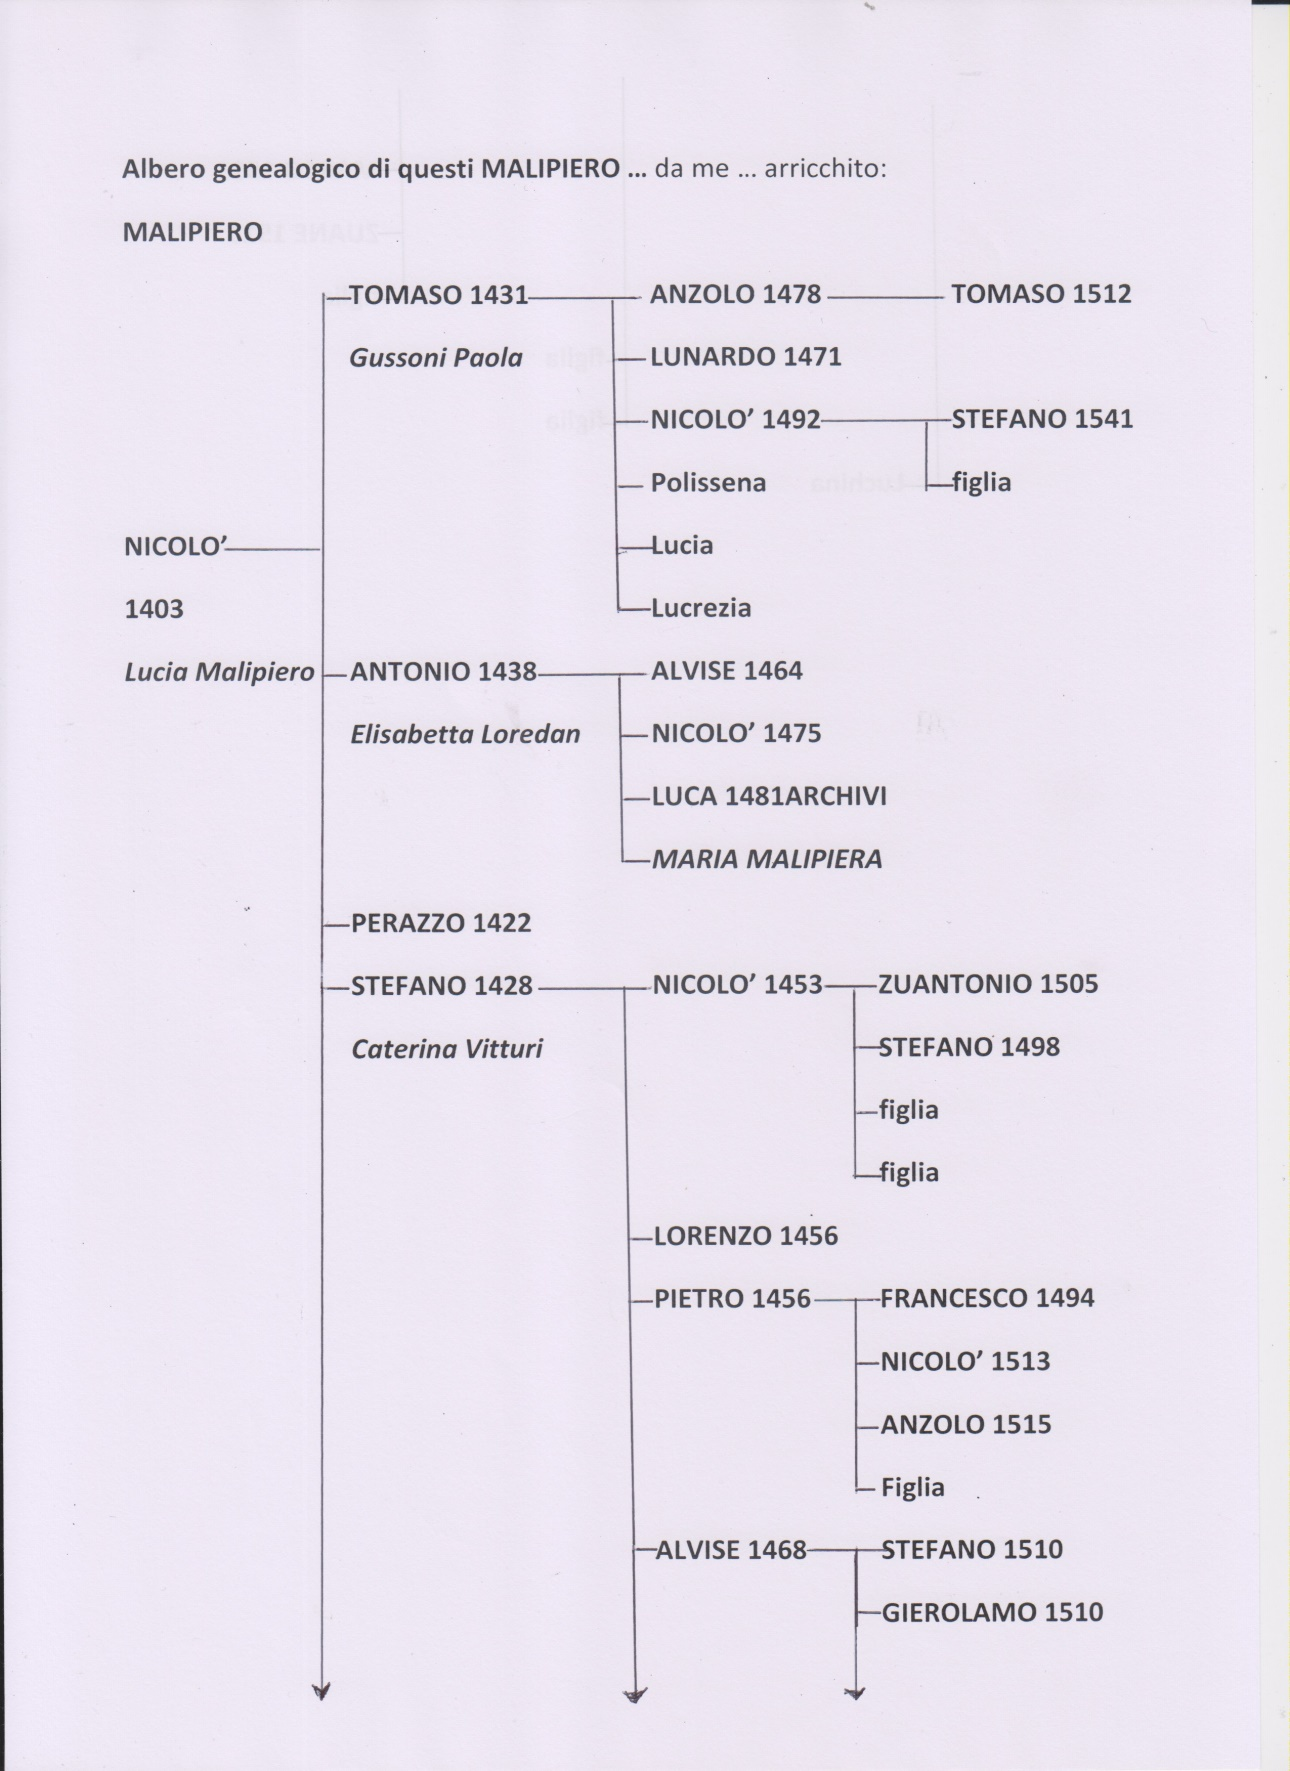 Albero genealogico di questi MALIPIERO ... da me ... arricchito:
MALIPIERO
TOMASO 1431 ANZOLO 1478 TOMASO 1512
Gussoni Paola LUNARDO 1471
NICOLO’ 1492 STEFANO 1541
Polissena figlia
NICOLO’ Lucia
1403 Lucrezia
Lucia Malipiero ANTONIO 1438 ALVISE 1464
Elisabetta Loredan NICOLO’ 1475
LUCA 1481ARCHIVI
MARIA MALIPIERA
PERAZZO 1422
STEFANO 1428 NICOLO’ 1453 ZUANTONIO 1505
Caterina Vitturi STEFANO 1498
figlia
figlia
LORENZO 1456
PIETRO 1456 FRANCESCO 1494
NICOLO’ 1513
ANZOLO 1515
Figlia
ALVISE 1468 STEFANO 1510
GIEROLAMO 1510